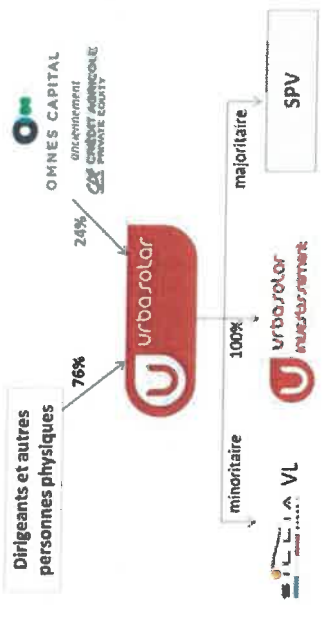 Dirigeants et autres
personnes physiques
76%
OMNES CAPITAL
anciennement
CRÉDIT AGRICOLE
PRIVATE EQUITY
24%
urbasolar
minoritaire
100%
majoritaire
VL
urbasolar
investissement
SPV